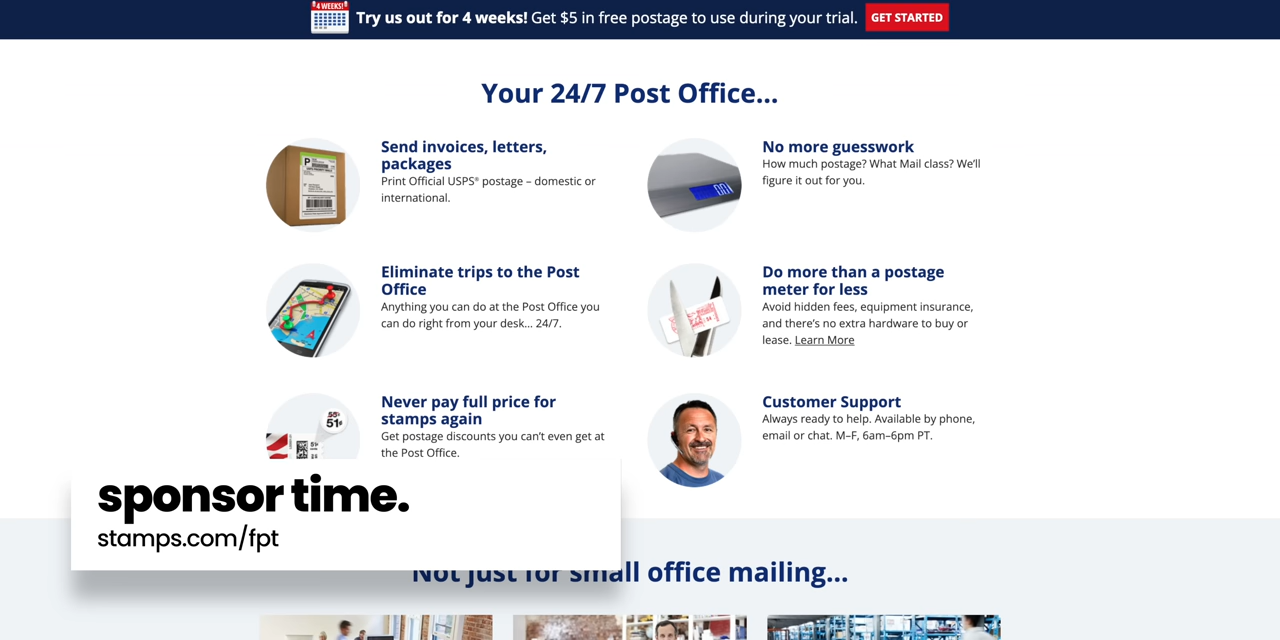 4 WEEKS!
Try us out for 4 weeks! Get $5 in free postage to use during your trial. GET STARTED
Your 24/7 Post Office...
Send invoices, letters,
packages
Print Official USPS® postage – domestic or
international.
No more guesswork
How much postage? What Mail class? We'll
figure it out for you.
P
Eliminate trips to the Post
Office
Anything you can do at the Post Office you
can do right from your desk... 24/7.
Do more than a postage
meter for less
Avoid hidden fees, equipment insurance,
and there's no extra hardware to buy or
lease. Learn More
Never pay full price for
stamps again
Get postage discounts you can't even get at
the Post Office.
55¢
51¢
Customer Support
Always ready to help. Available by phone,
email or chat. M–F, 6am–6pm PT.
sponsor time.
stamps.com/fpt
Not just for small office mailing...